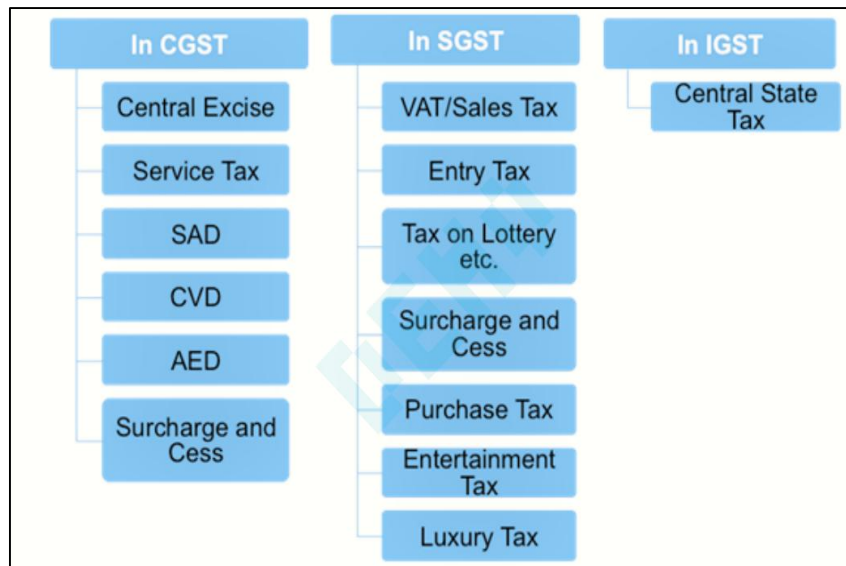 In CGST
Central Excise
Service Tax
SAD
CVD
AED
Surcharge and
Cess
In SGST
VAT/Sales Tax
Entry Tax
Tax on Lottery
etc.
Surcharge and
Cess
Purchase Tax
Entertainment
Tax
Luxury Tax
In IGST
Central State
Tax